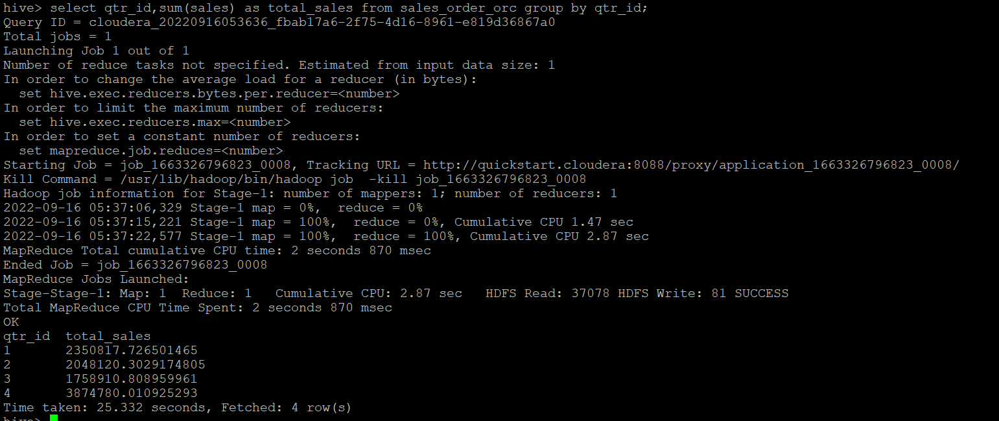 hive> select qtr_id,sum(sales) as total_sales from sales_order_orc group by qtr_id;
Query ID = cloudera_20220916053636_fbab17a6-2f75-4d16-8961-e819d36867a0
Total jobs = 1
Launching Job 1 out of 1
Number of reduce tasks not specified. Estimated from input data size: 1
In order to change the average load for a reducer (in bytes):
  set hive.exec.reducers.bytes.per.reducer=<number>
In order to limit the maximum number of reducers:
  set hive.exec.reducers.max=<number>
In order to set a constant number of reducers:
  set mapreduce.job.reduces=<number>
Starting Job = job_1663326796823_0008, Tracking URL = http://quickstart.cloudera:8088/proxy/application_1663326796823_0008/
Kill Command = /usr/lib/hadoop/bin/hadoop job  -kill job_1663326796823_0008
Hadoop job information for Stage-1: number of mappers: 1; number of reducers: 1
2022-09-16 05:37:06,329 Stage-1 map = 0%,  reduce = 0%
2022-09-16 05:37:15,221 Stage-1 map = 100%,  reduce = 0%, Cumulative CPU 1.47 sec
2022-09-16 05:37:22,577 Stage-1 map = 100%,  reduce = 100%, Cumulative CPU 2.87 sec
MapReduce Total cumulative CPU time: 2 seconds 870 msec
Ended Job = job_1663326796823_0008
MapReduce Jobs Launched:
Stage-Stage-1: Map: 1  Reduce: 1   Cumulative CPU: 2.87 sec   HDFS Read: 37078 HDFS Write: 81 SUCCESS
Total MapReduce CPU Time Spent: 2 seconds 870 msec
OK
qtr_id  total_sales
1       2350817.726501465
2       2048120.3029174805
3       1758910.808959961
4       3874780.010925293
Time taken: 25.332 seconds, Fetched: 4 row(s)
hive>